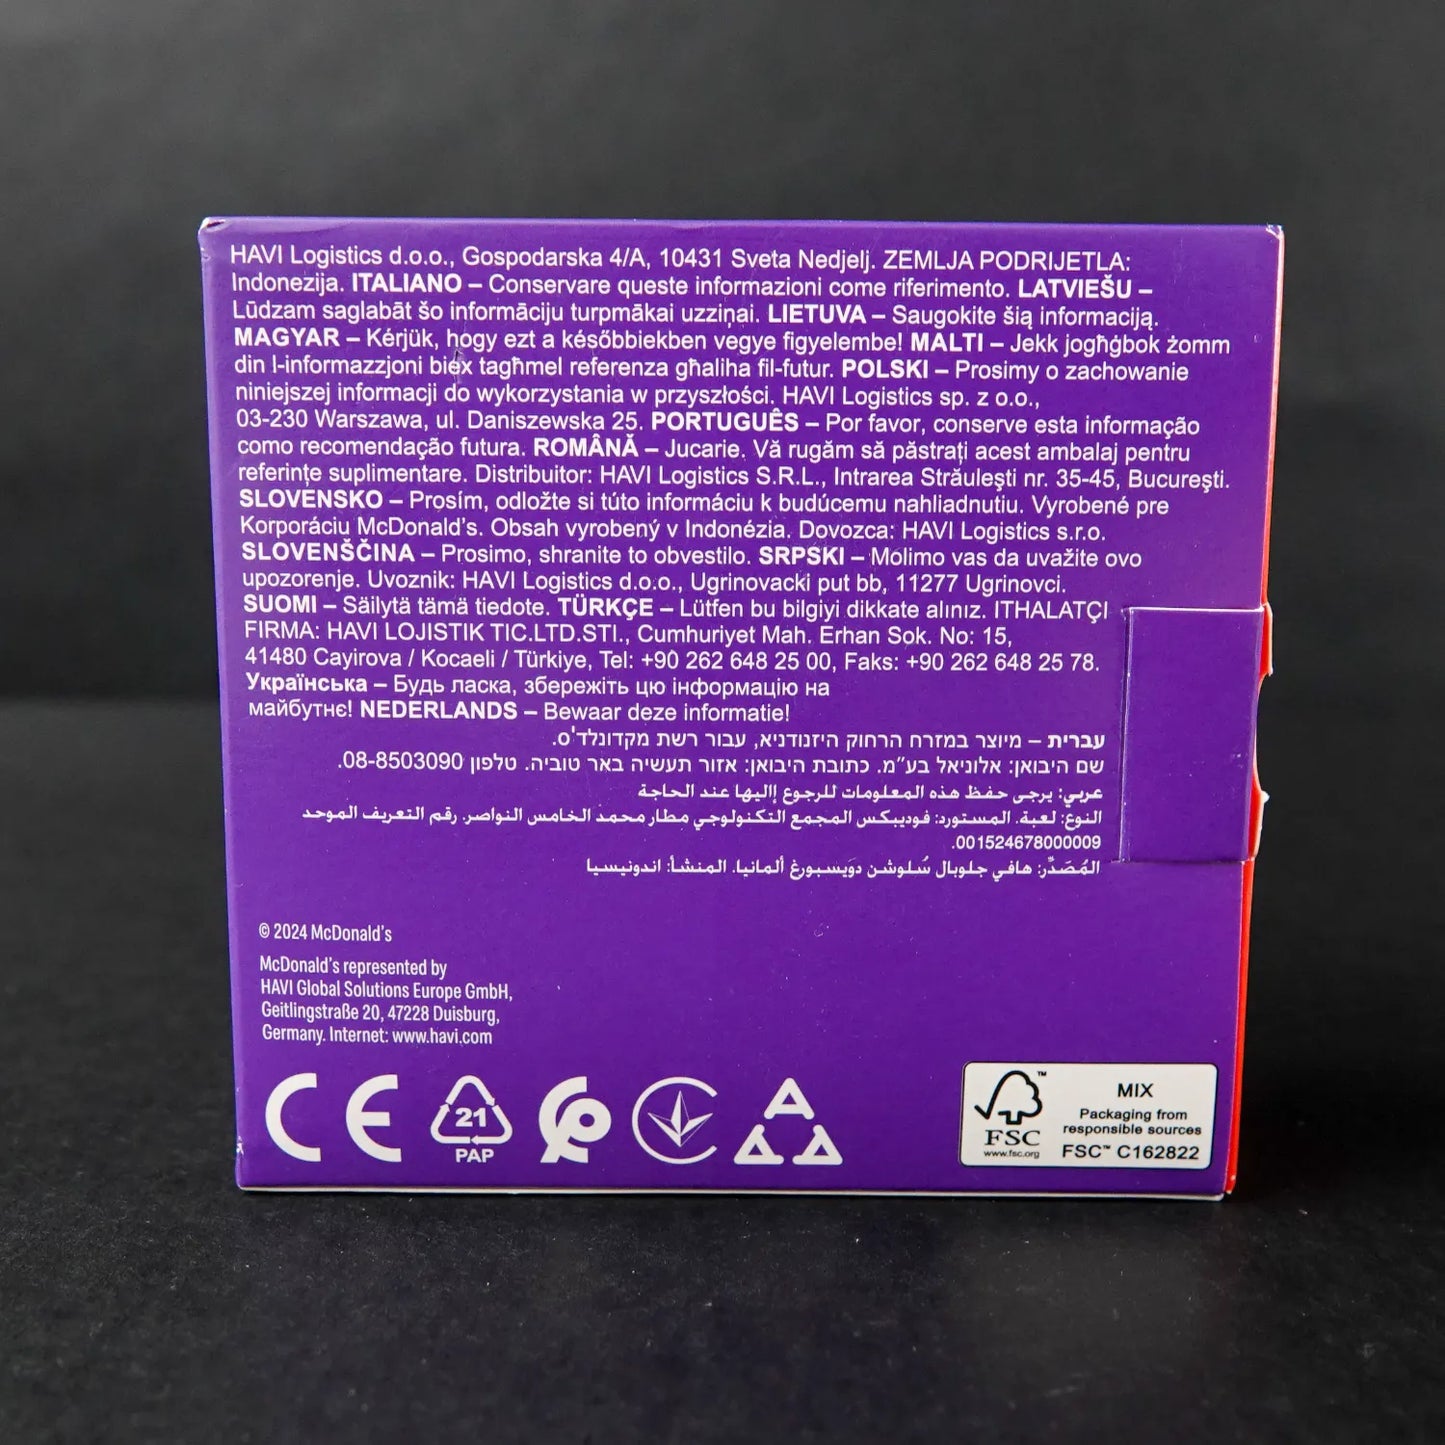 HAVI Logistics d.o.o., Gospodarska 4/A, 10431 Sveta Nedjelj. ZEMLJA PODRIJETLA:
Indonezija. ITALIANO – Conservare queste informazioni come riferimento. LATVIEŠU –
Lūdzam saglabāt šo informāciju turpmākai uzziņai. LIETUVA – Saugokite šią informaciją.
MAGYAR – Kérjük, hogy ezt a későbbiekben vegye figyelembe! MALTI – Jekk jogħġbok żomm
din l-informazzjoni biex tagħmel referenza għaliha fil-futur. POLSKI – Prosimy o zachowanie
niniejszej informacji do wykorzystania w przyszłości. HAVI Logistics sp. z o.o.,
03-230 Warszawa, ul. Daniszewska 25. PORTUGUÊS – Por favor, conserve esta informação
como recomendação futura. ROMÂNĂ – Jucarie. Vă rugăm să păstrați acest ambalaj pentru
referințe suplimentare. Distribuitor: HAVI Logistics S.R.L., Intrarea Străulești nr. 35-45, București.
SLOVENSKO – Prosím, odložte si túto informáciu k budúcemu nahliadnutiu. Vyrobené pre
Korporáciu McDonald's. Obsah vyrobený v Indonézia. Dovozca: HAVI Logistics s.r.o.
SLOVENŠČINA – Prosimo, shranite to obvestilo. SRPSKI – Molimo vas da uvažite ovo
upozorenje. Uvoznik: HAVI Logistics d.o.o., Ugrinovacki put bb, 11277 Ugrinovci.
SUOMI – Säilytä tämä tiedote. TÜRKÇE – Lütfen bu bilgiyi dikkate alınız. ITHALATÇI
FIRMA: HAVI LOJISTIK TIC.LTD.STI., Cumhuriyet Mah. Erhan Sok. No: 15,
41480 Cayirova / Kocaeli / Türkiye, Tel: +90 262 648 25 00, Faks: +90 262 648 25 78.
Українська – Будь ласка, збережіть цю інформацію на
майбутнє! NEDERLANDS – Bewaar deze informatie!
עברית – מיוצר במזרח הרחוק היזנודניא, עבור רשת מקדונלד'ס.
שם היבואן: אלוניאל בע״מ. כתובת היבואן: אזור תעשיה באר טוביה. טלפון 08-8503090.
عربي: يرجى حفظ هذه المعلومات للرجوع إاليها عند الحاجة
النوع: لعبة. المستورد: فوديبكس المجمع التكنولوجي مطار محمد الخامس النواصر. رقم التعريف الموحد
001524678000009.
المُصَدِّر: هافي جلوبال سُلوشن دوَيسبورغ ألمانيا. المنشأ: اندونيسيا
© 2024 McDonald's
McDonald's represented by
HAVI Global Solutions Europe GmbH,
Geitlingstraße 20, 47228 Duisburg,
Germany. Internet: www.havi.com
CE
21
PAP
FSC™
www.fsc.org
MIX
Packaging from
responsible sources
FSC™ C162822